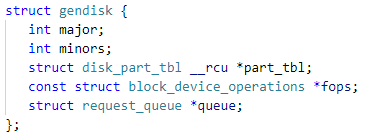 struct gendisk {
int major;
int minors;
struct disk_part_tbl __rcu *part_tbl;
const struct block_device_operations *fops;
struct request_queue *queue;
};